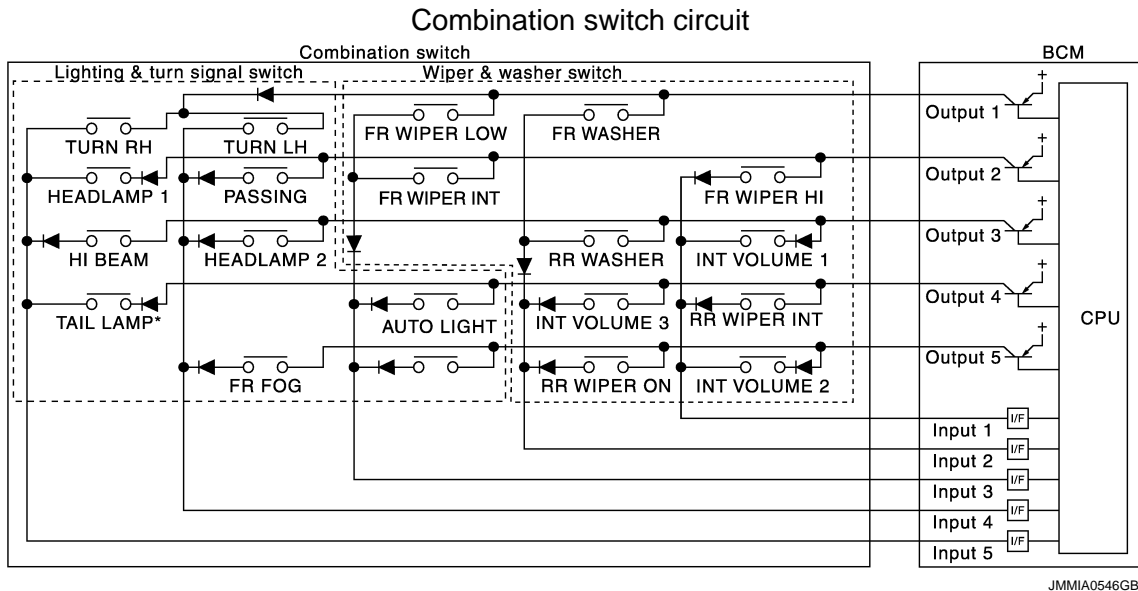 Combination switch circuit
Combination switch
BCM
Lighting & turn signal switch
Wiper & washer switch
+
Output 1
TURN RH
TURN LH
FR WIPER LOW
FR WASHER
+
Output 2
HEADLAMP 1
PASSING
FR WIPER INT
FR WIPER HI
+
Output 3
HI BEAM
HEADLAMP 2
RR WASHER
INT VOLUME 1
+
Output 4
TAIL LAMP*
AUTO LIGHT
INT VOLUME 3
RR WIPER INT
CPU
+
Output 5
FR FOG
RR WIPER ON
INT VOLUME 2
I/F
Input 1
I/F
Input 2
I/F
Input 3
I/F
Input 4
I/F
Input 5
JMMIA0546GB